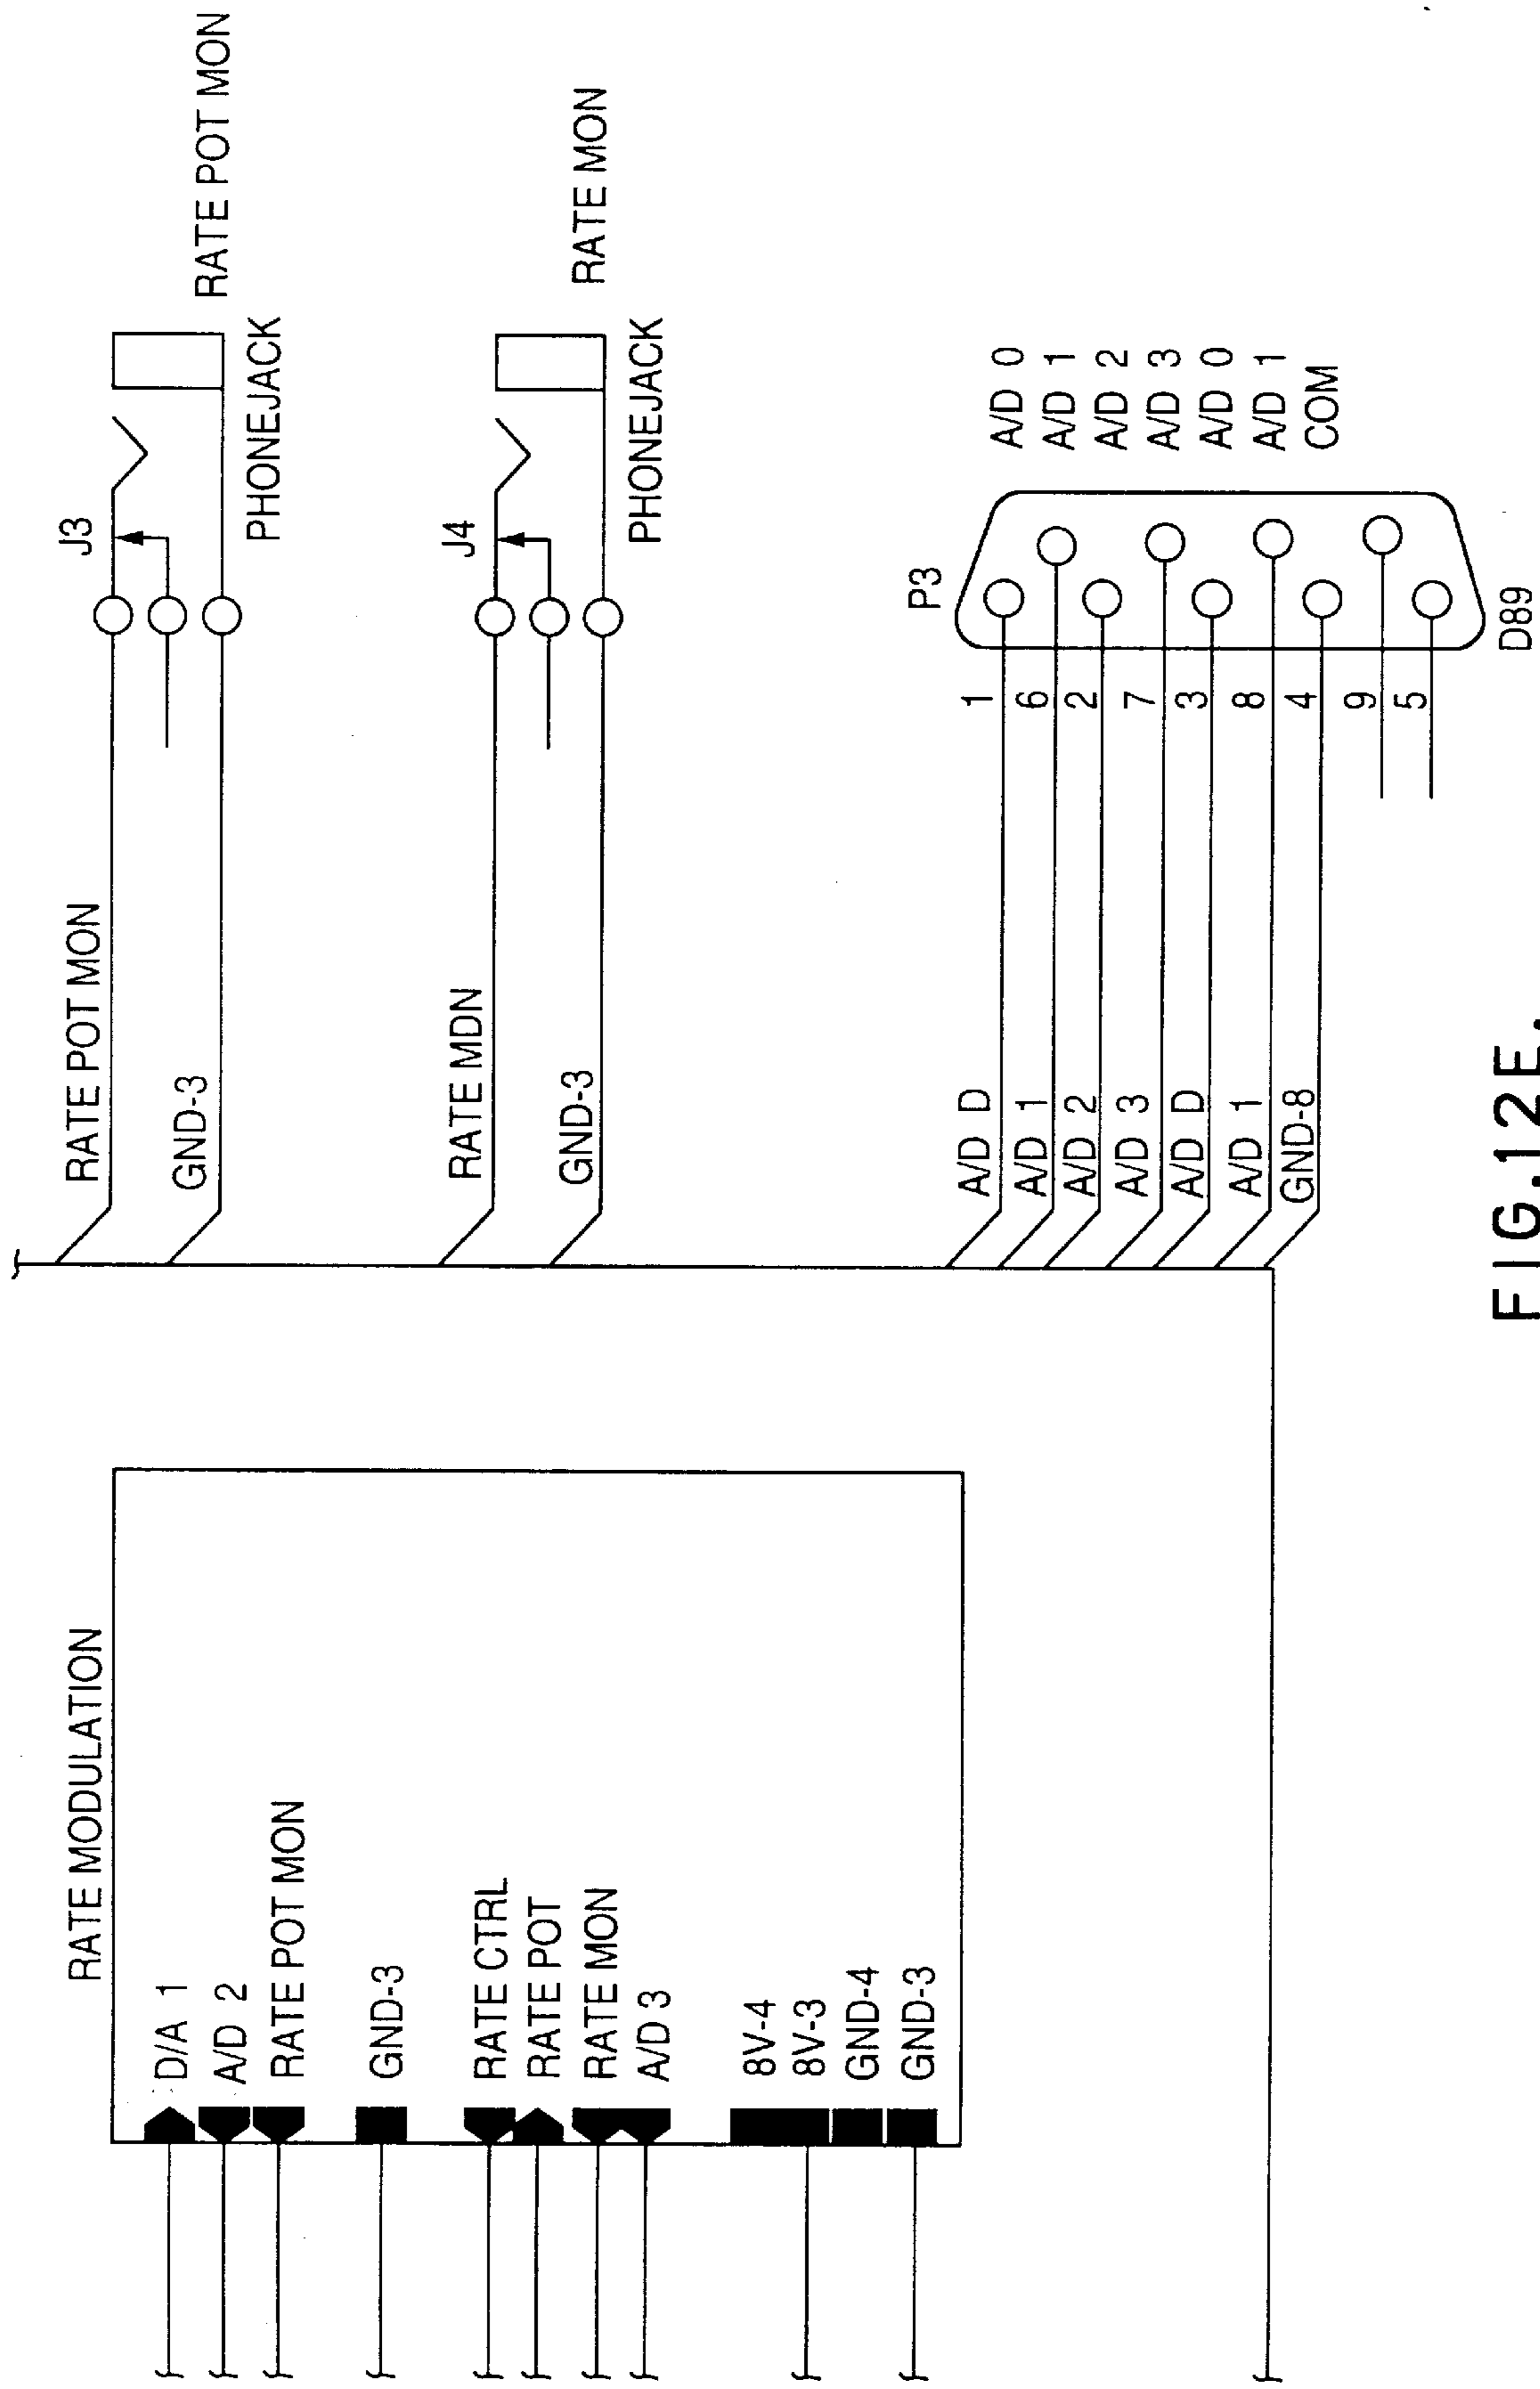 RATE MODULATION
D/A 1
A/D 2
RATE POT MON
GND-3
RATE CTRL
RATE POT
RATE MON
A/D 3
8V-4
8V-3
GND-4
GND-3
RATE POT MON
GND-3
J3
PHONEJACK
RATE POT MON
RATE MDN
GND-3
J4
PHONEJACK
RATE MON
P3
A/D D
1
A/D 0
A/D 1
6
A/D 1
A/D 2
2
A/D 2
A/D 3
7
A/D 3
A/D D
3
A/D 0
A/D 1
8
A/D 1
GND-8
4
COM
9
5
D89
FIG.12E.